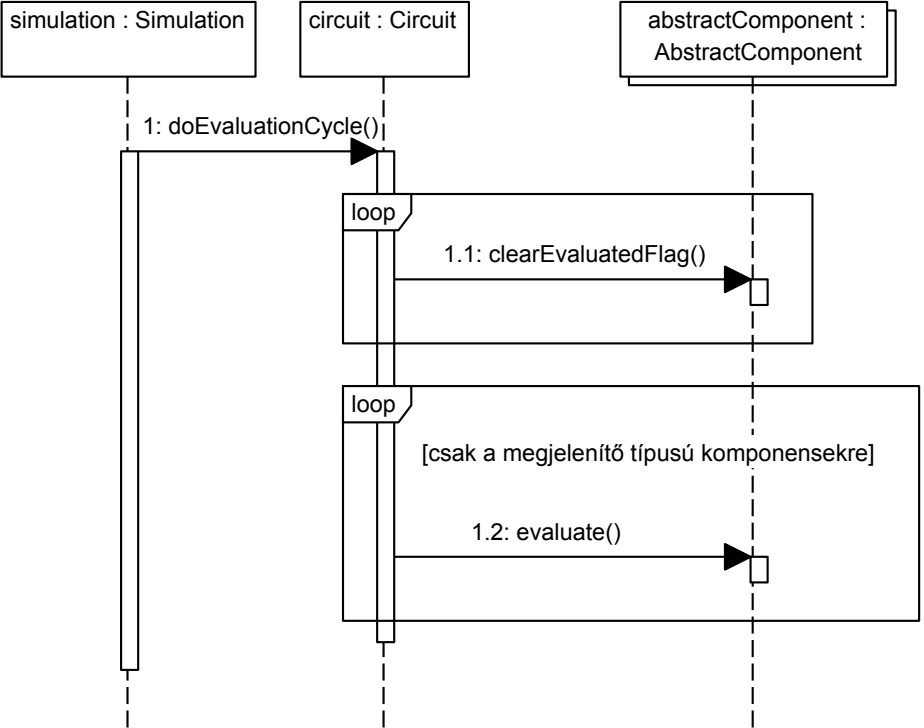 simulation : Simulation
circuit : Circuit
abstractComponent :
AbstractComponent
1: doEvaluationCycle()
loop
1.1: clearEvaluatedFlag()
loop
[csak a megjelenítő típusú komponensekre]
1.2: evaluate()